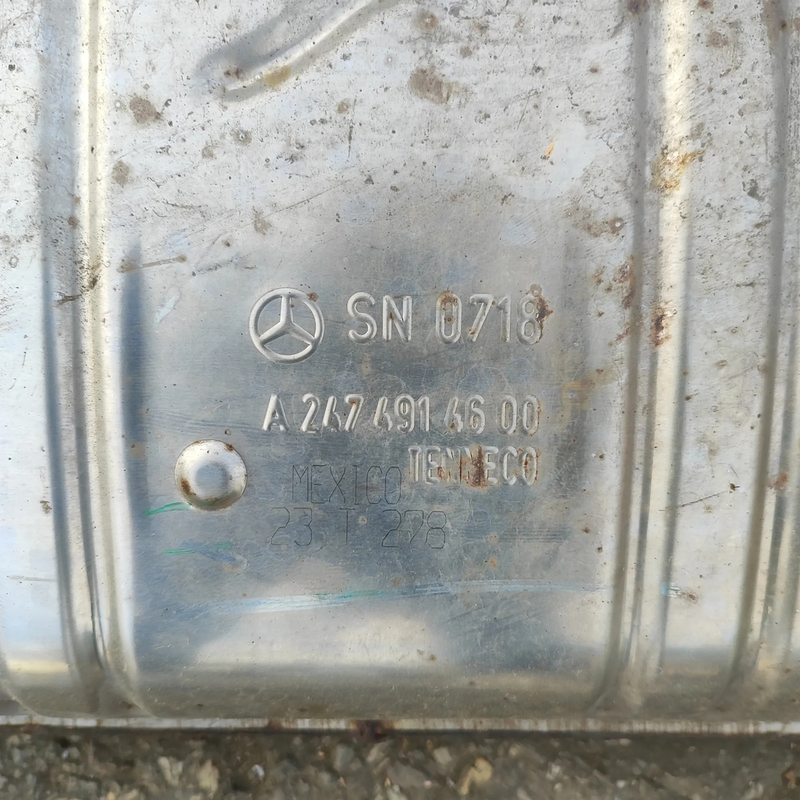 SN 0718
A 247 491 46 00
TENNECO
MEXICO
23 T 278